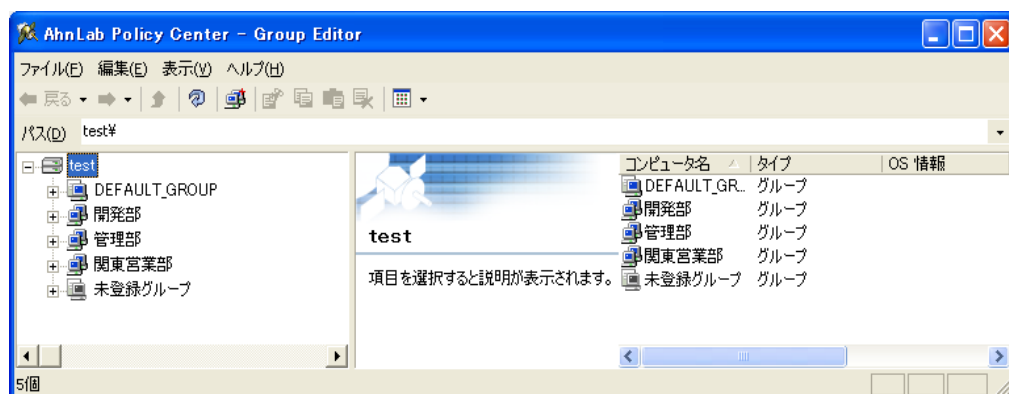 AhnLab Policy Center - Group Editor
ファイル(F) 編集(E) 表示(V) ヘルプ(H)
戻る
パス(D) test¥
test
DEFAULT_GROUP
開発部
管理部
関東営業部
未登録グループ
test
項目を選択すると説明が表示されます。
コンピュータ名 タイプ OS 情報
DEFAULT_GR... グループ
開発部 グループ
管理部 グループ
関東営業部 グループ
未登録グループ グループ
5個